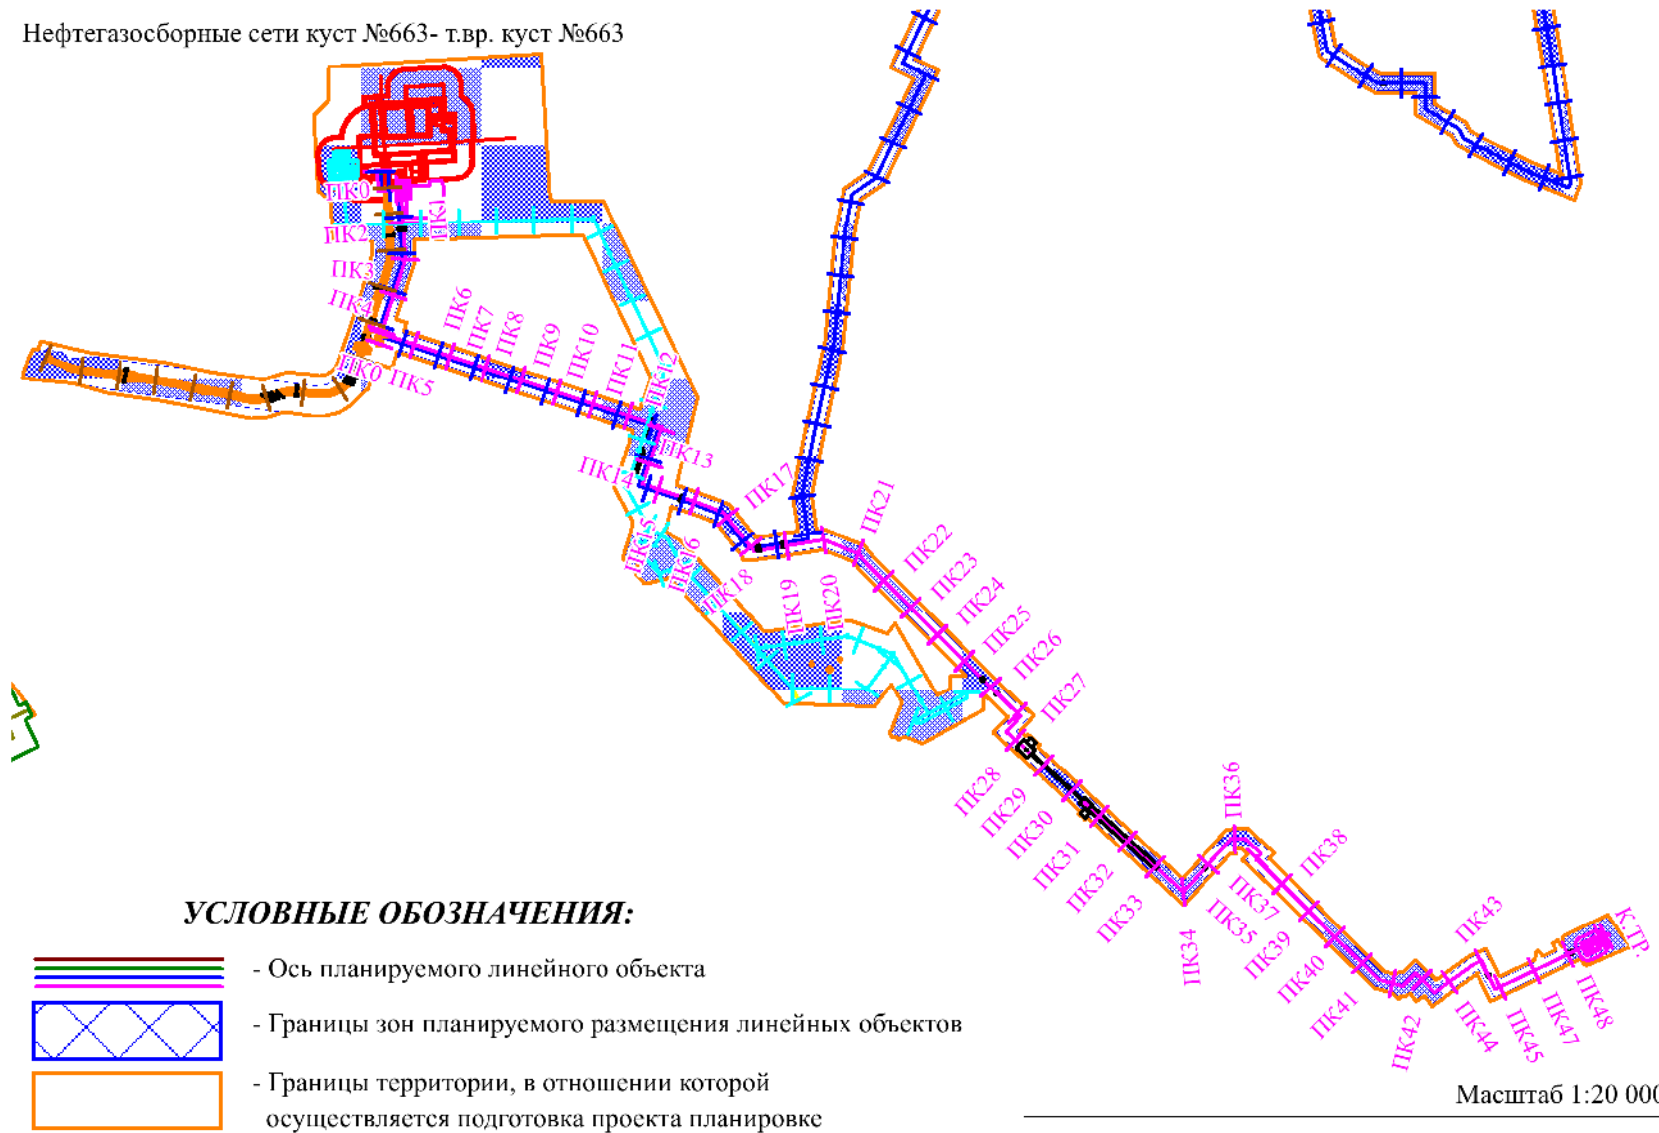 Нефтегазосборные сети куст №663- т.вр. куст №663
ПК0
ПК1
ПК2
ПК3
ПК4
ПК0
ПК5
ПК6
ПК7
ПК8
ПК9
ПК10
ПК11
ПК12
ПК13
ПК14
ПК15
ПК16
ПК17
ПК18
ПК19
ПК20
ПК21
ПК22
ПК23
ПК24
ПК25
ПК26
ПК27
ПК28
ПК29
ПК30
ПК31
ПК32
ПК33
ПК34
ПК35
ПК36
ПК37
ПК38
ПК39
ПК40
ПК41
ПК42
ПК43
ПК44
ПК45
ПК47
ПК48
К.ТР.
УСЛОВНЫЕ ОБОЗНАЧЕНИЯ:
- Ось планируемого линейного объекта
- Границы зон планируемого размещения линейных объектов
- Границы территории, в отношении которой
осуществляется подготовка проекта планировке
Масштаб 1:20 000